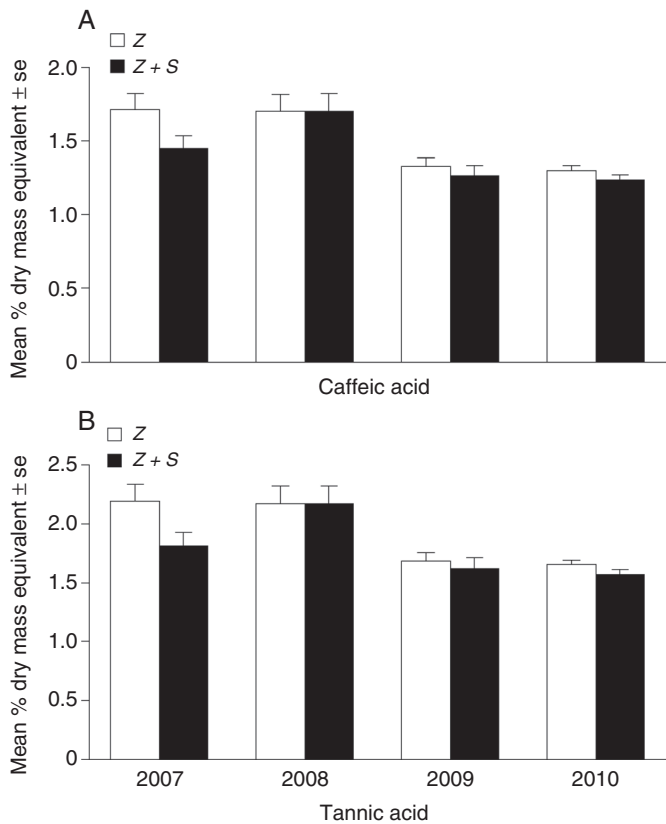 A
Z
Z + S
Mean % dry mass equivalent ± se
2.0
1.5
1.0
0.5
0
Caffeic acid
B
Z
Z + S
Mean % dry mass equivalent ± se
2.5
2.0
1.5
1.0
0.5
0
2007 2008 2009 2010
Tannic acid